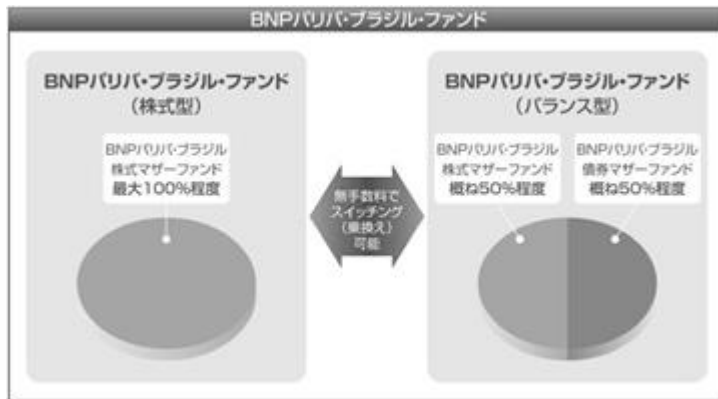 BNPパリバ・ブラジル・ファンド
BNPパリバ・ブラジル・ファンド
（株式型）
BNPパリバ・ブラジル
株式マザーファンド
最大100％程度
無手数料で
スイッチング
（乗換え）
可能
BNPパリバ・ブラジル・ファンド
（バランス型）
BNPパリバ・ブラジル
株式マザーファンド
概ね50％程度
BNPパリバ・ブラジル
債券マザーファンド
概ね50％程度